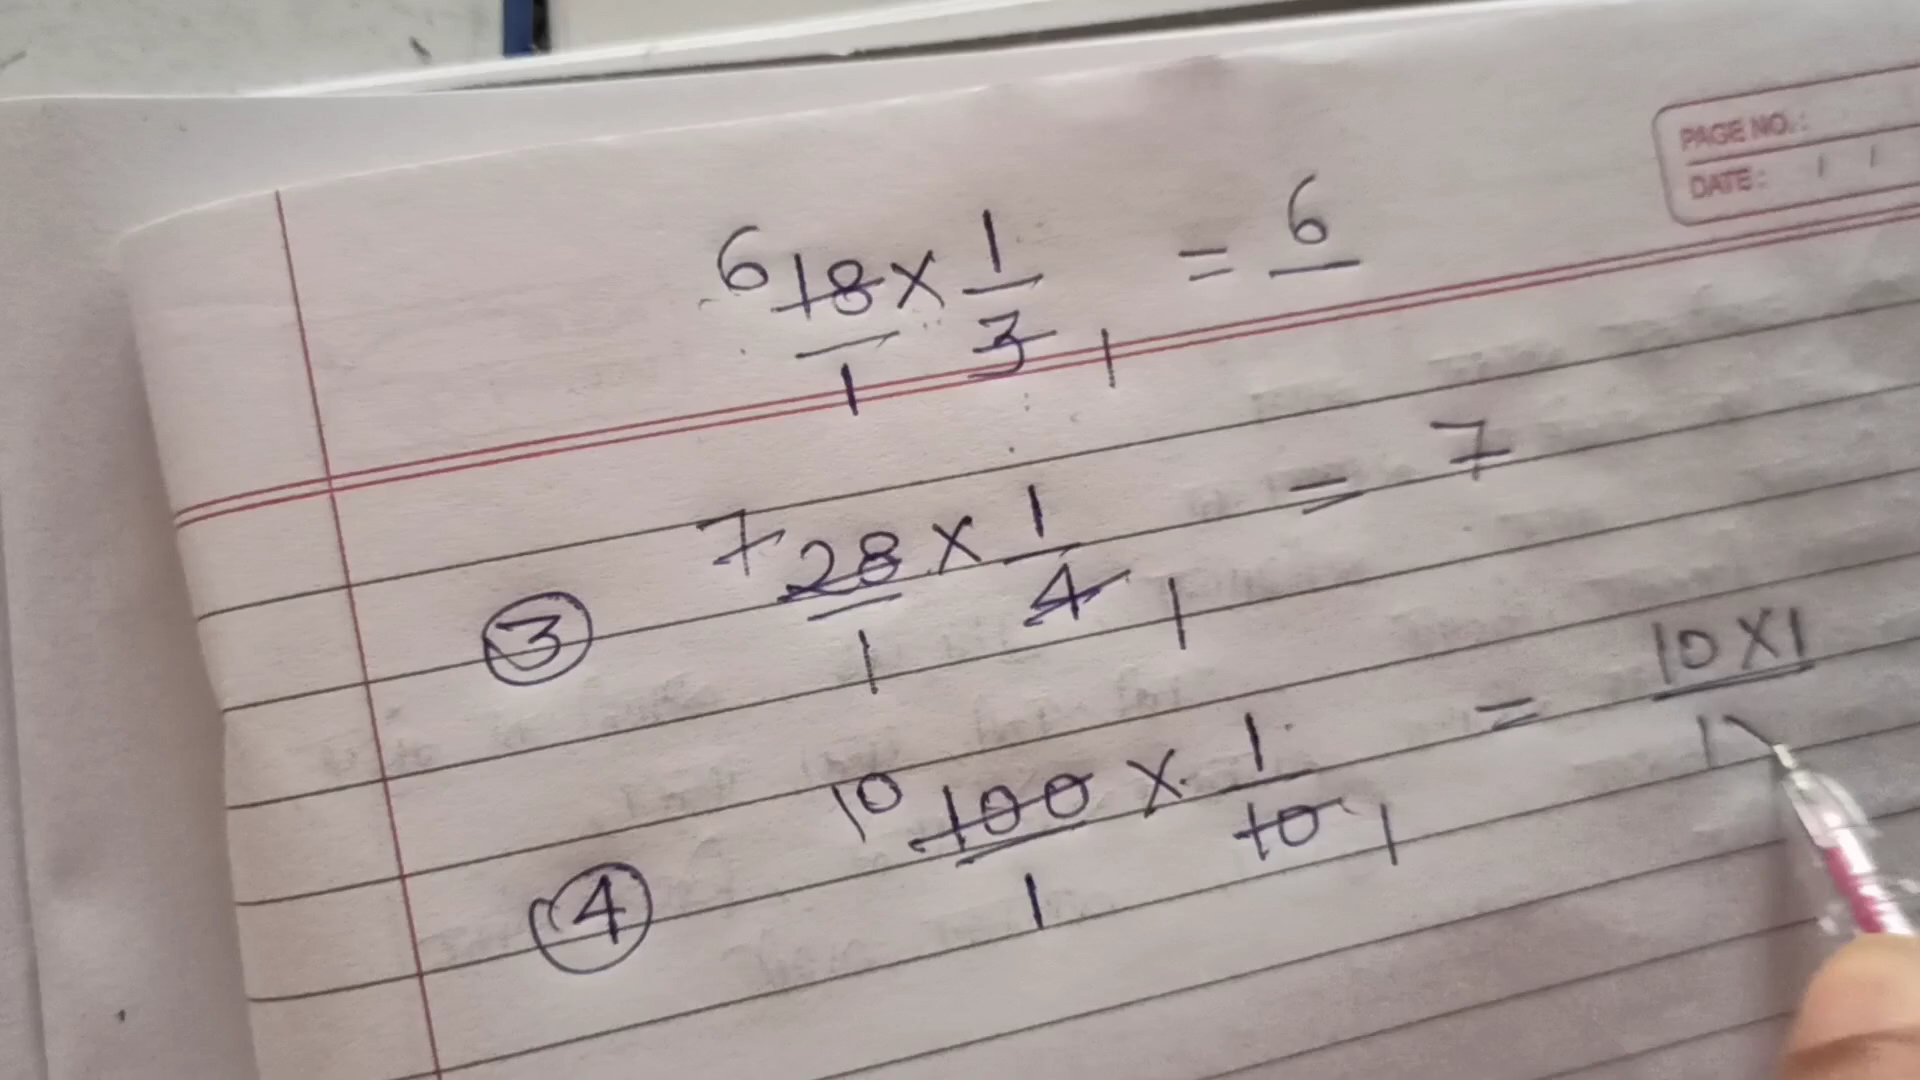 PAGE NO.:
DATE: / /
6 18/1 × 1/3 1 = 6
③ 7 28/1 × 1/4 1 = 7
④ 10 100/1 × 1/10 1 = 10 × 1/1